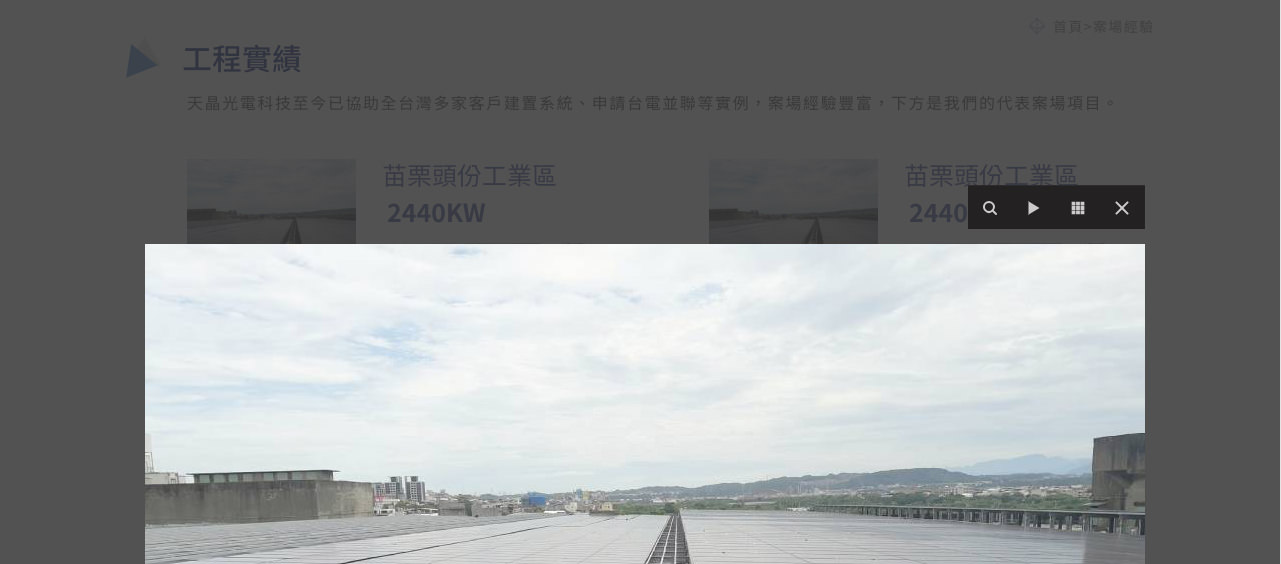 首頁>案場經驗
工程實績
天晶光電科技至今已協助全台灣多家客戶建置系統、申請台電並聯等實例，案場經驗豐富，下方是我們的代表案場項目。
苗栗頭份工業區
2440KW
苗栗頭份工業區
2440